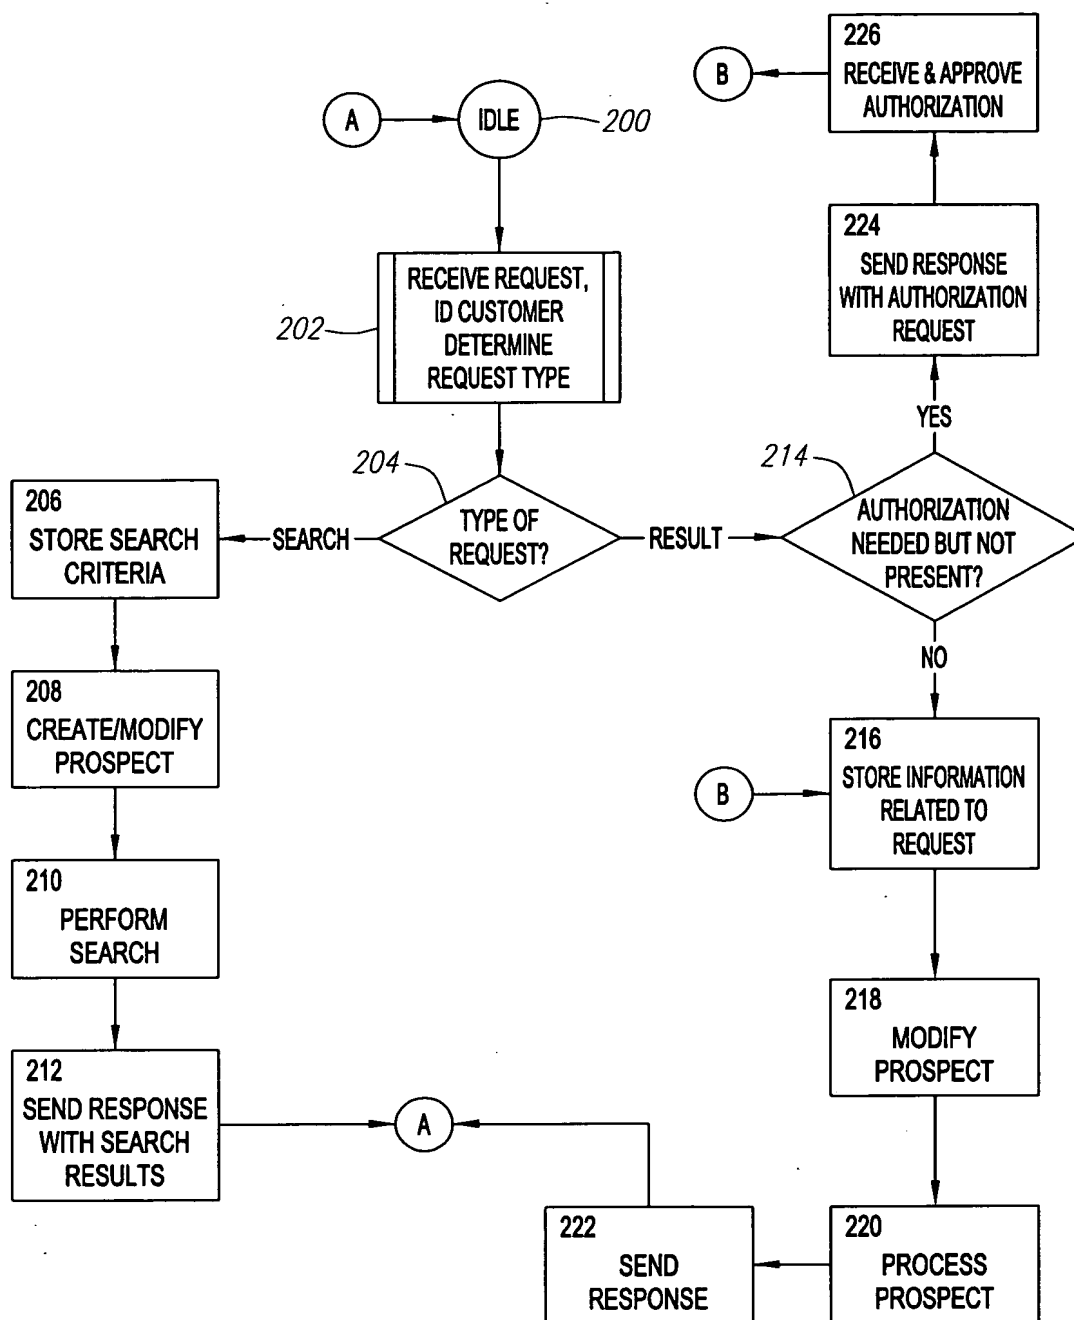 A
IDLE
200
RECEIVE REQUEST,
ID CUSTOMER
DETERMINE
REQUEST TYPE
202
204
TYPE OF
REQUEST?
SEARCH
RESULT
206
STORE SEARCH
CRITERIA
208
CREATE/MODIFY
PROSPECT
210
PERFORM
SEARCH
212
SEND RESPONSE
WITH SEARCH
RESULTS
A
214
AUTHORIZATION
NEEDED BUT NOT
PRESENT?
YES
224
SEND RESPONSE
WITH AUTHORIZATION
REQUEST
226
RECEIVE & APPROVE
AUTHORIZATION
B
NO
B
216
STORE INFORMATION
RELATED TO
REQUEST
218
MODIFY
PROSPECT
220
PROCESS
PROSPECT
222
SEND
RESPONSE